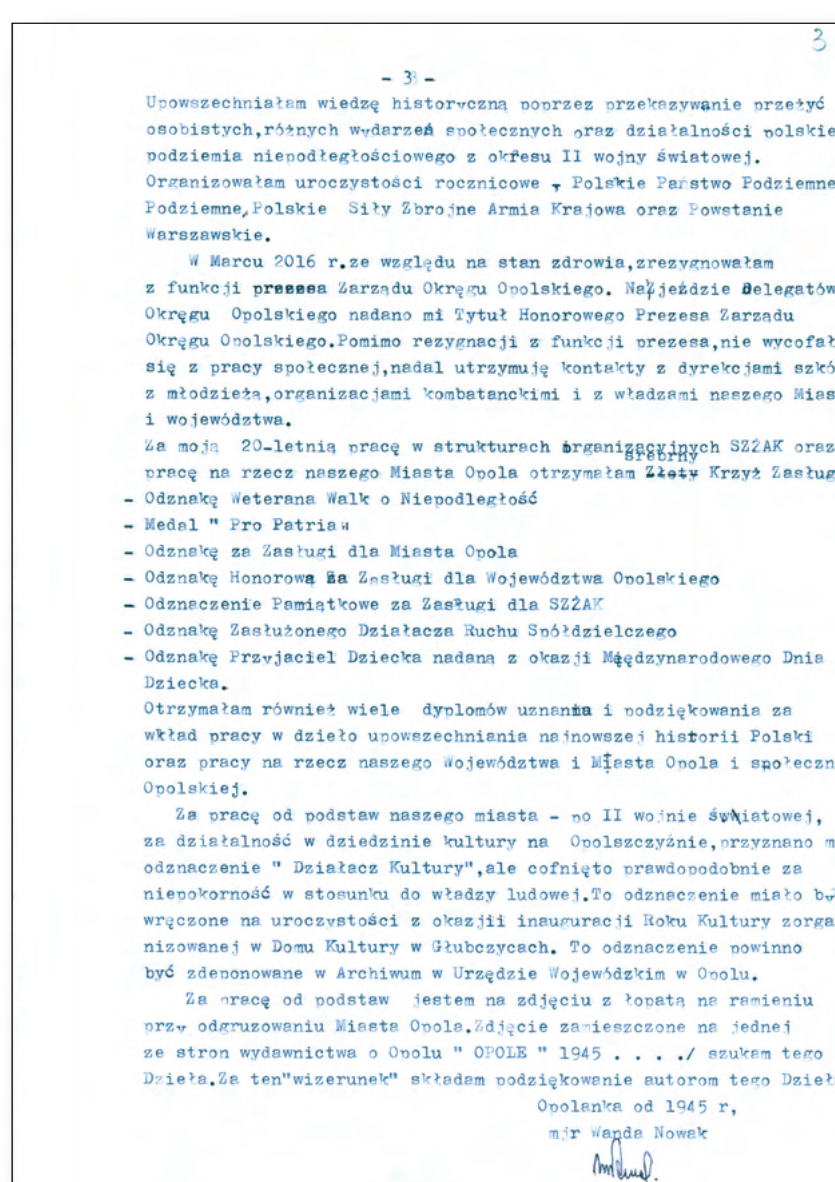 3
- 3 -
Upowszechniałam wiedzę historyczną poprzez przekazywanie przeżyć
osobistych,różnych wydarzeń społecznych oraz działalności polskie
podziemia niepodległościowego z okresu II wojny światowej.
Organizowałam uroczystości rocznicowe , Polskie Państwo Podziemne
Podziemne,Polskie Siły Zbrojne Armia Krajowa oraz Powstanie
Warszawskie.
W Marcu 2016 r.ze względu na stan zdrowia,zrezygnowałam
z funkcji prezesa Zarządu Okręgu Opolskiego. Na Zjeździe Delegatów
Okręgu Opolskiego nadano mi Tytuł Honorowego Prezesa Zarządu
Okręgu Opolskiego.Pomimo rezygnacji z funkcji prezesa,nie wycofał
się z pracy społecznej,nadal utrzymuję kontakty z dyrekcjami szkó
z młodzieżą,organizacjami kombatanckimi i z władzami naszego Mias
i województwa.
Za moją 20-letnią pracę w strukturach organizacyjnych SZŻAK oraz
srebrny
pracę na rzecz naszego Miasta Opola otrzymałam Złoty Krzyż Zasług
- Odznakę Weterana Walk o Niepodległość
- Medal " Pro Patria"
- Odznakę za Zasługi dla Miasta Opola
- Odznakę Honorową Za Zasługi dla Województwa Opolskiego
- Odznaczenie Pamiątkowe za Zasługi dla SZŻAK
- Odznakę Zasłużonego Działacza Ruchu Spółdzielczego
- Odznakę Przyjaciel Dziecka nadaną z okazji Międzynarodowego Dnia
Dziecka.
Otrzymałam również wiele dyplomów uznania i podziękowania za
wkład pracy w dzieło upowszechniania najnowszej historii Polski
oraz pracy na rzecz naszego Województwa i Miasta Opola i społeczn
Opolskiej.
Za pracę od podstaw naszego miasta - po II wojnie światowej,
za działalność w dziedzinie kultury na Opolszczyźnie,przyznano m
odznaczenie " Działacz Kultury",ale cofnięto prawdopodobnie za
niepokorność w stosunku do władzy ludowej.To odznaczenie miało by
wręczone na uroczystości z okazjii inauguracji Roku Kultury zorga
nizowanej w Domu Kultury w Głubczycach. To odznaczenie powinno
być zdeponowane w Archiwum w Urzędzie Wojewódzkim w Opolu.
Za pracę od podstaw jestem na zdjęciu z łopatą na ramieniu
przy odgruzowaniu Miasta Opola.Zdjęcie zamieszczone na jednej
ze stron wydawnictwa o Opolu " OPOLE " 1945 . . . ./ szukam tego
Dzieła.Za ten"wizerunek" składam podziękowanie autorom tego Dzieł
Opolanka od 1945 r,
mjr Wanda Nowak